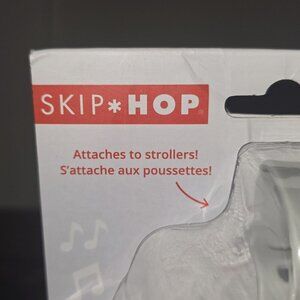 SKIP*HOP
Attaches to strollers!
S'attache aux poussettes!